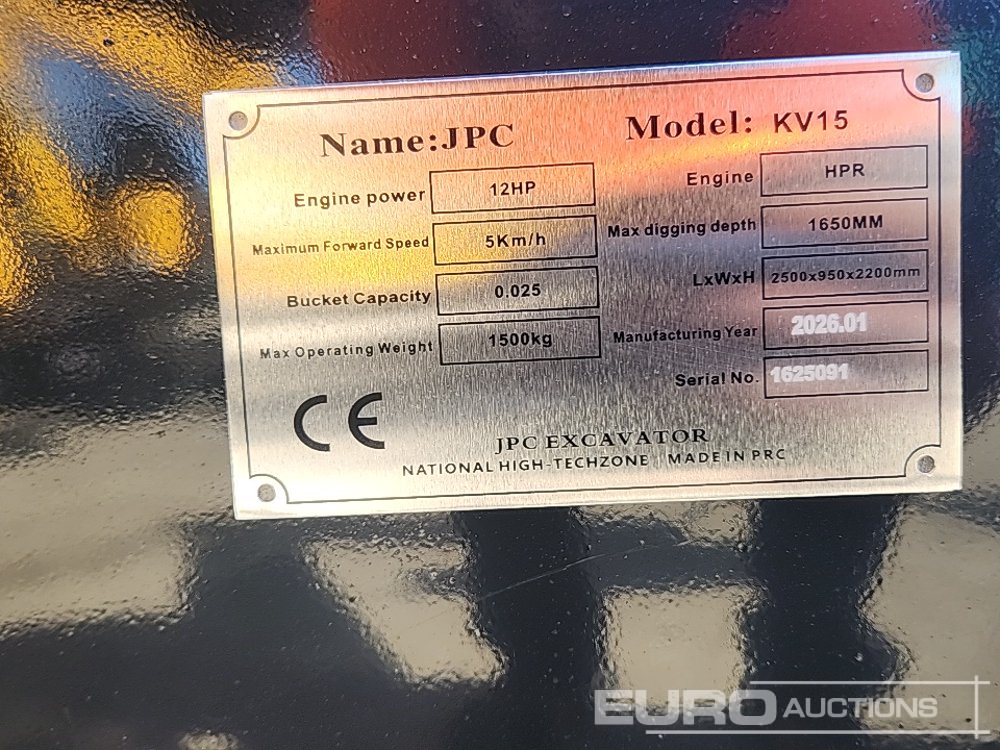 Name:JPC Model: KV15
Engine power 12HP Engine HPR
Maximum Forward Speed 5Km/h Max digging depth 1650MM
Bucket Capacity 0.025 LxWxH 2500x950x2200mm
Max Operating Weight 1500kg Manufacturing Year 2026.01
Serial No. 1625091
CE
JPC EXCAVATOR
NATIONAL HIGH-TECHZONE MADE IN PRC
EURO AUCTIONS